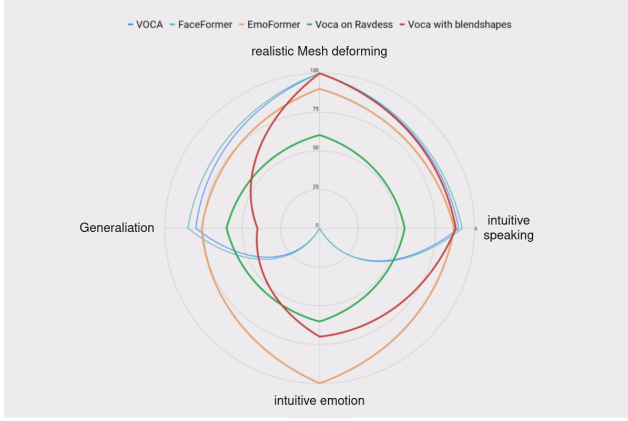 VOCA FaceFormer EmoFormer Voca on Ravdess Voca with blendshapes
realistic Mesh deforming
100
75
50
25
0
Generaliation
intuitive
speaking
intuitive emotion